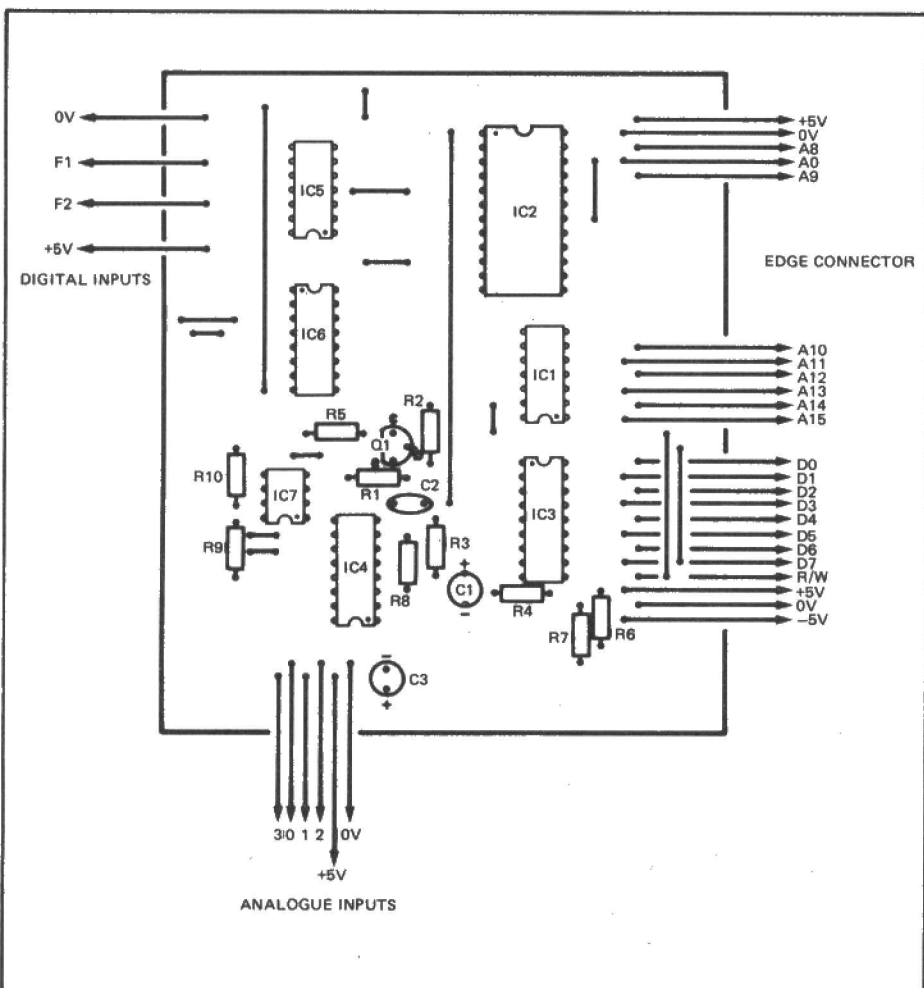 0V
F1
F2
+5V
DIGITAL INPUTS
+5V
0V
A8
A0
A9
EDGE CONNECTOR
IC5
IC2
IC6
IC1
A10
A11
A12
A13
A14
A15
R5
R2
Q1
R10
IC7
R1
C2
IC3
D0
D1
D2
D3
D4
D5
D6
D7
R/W
+5V
0V
−5V
R9
IC4
R8
R3
C1
+
−
R4
R7
R6
−
C3
+
3 0 1 2 0V
+5V
ANALOGUE INPUTS